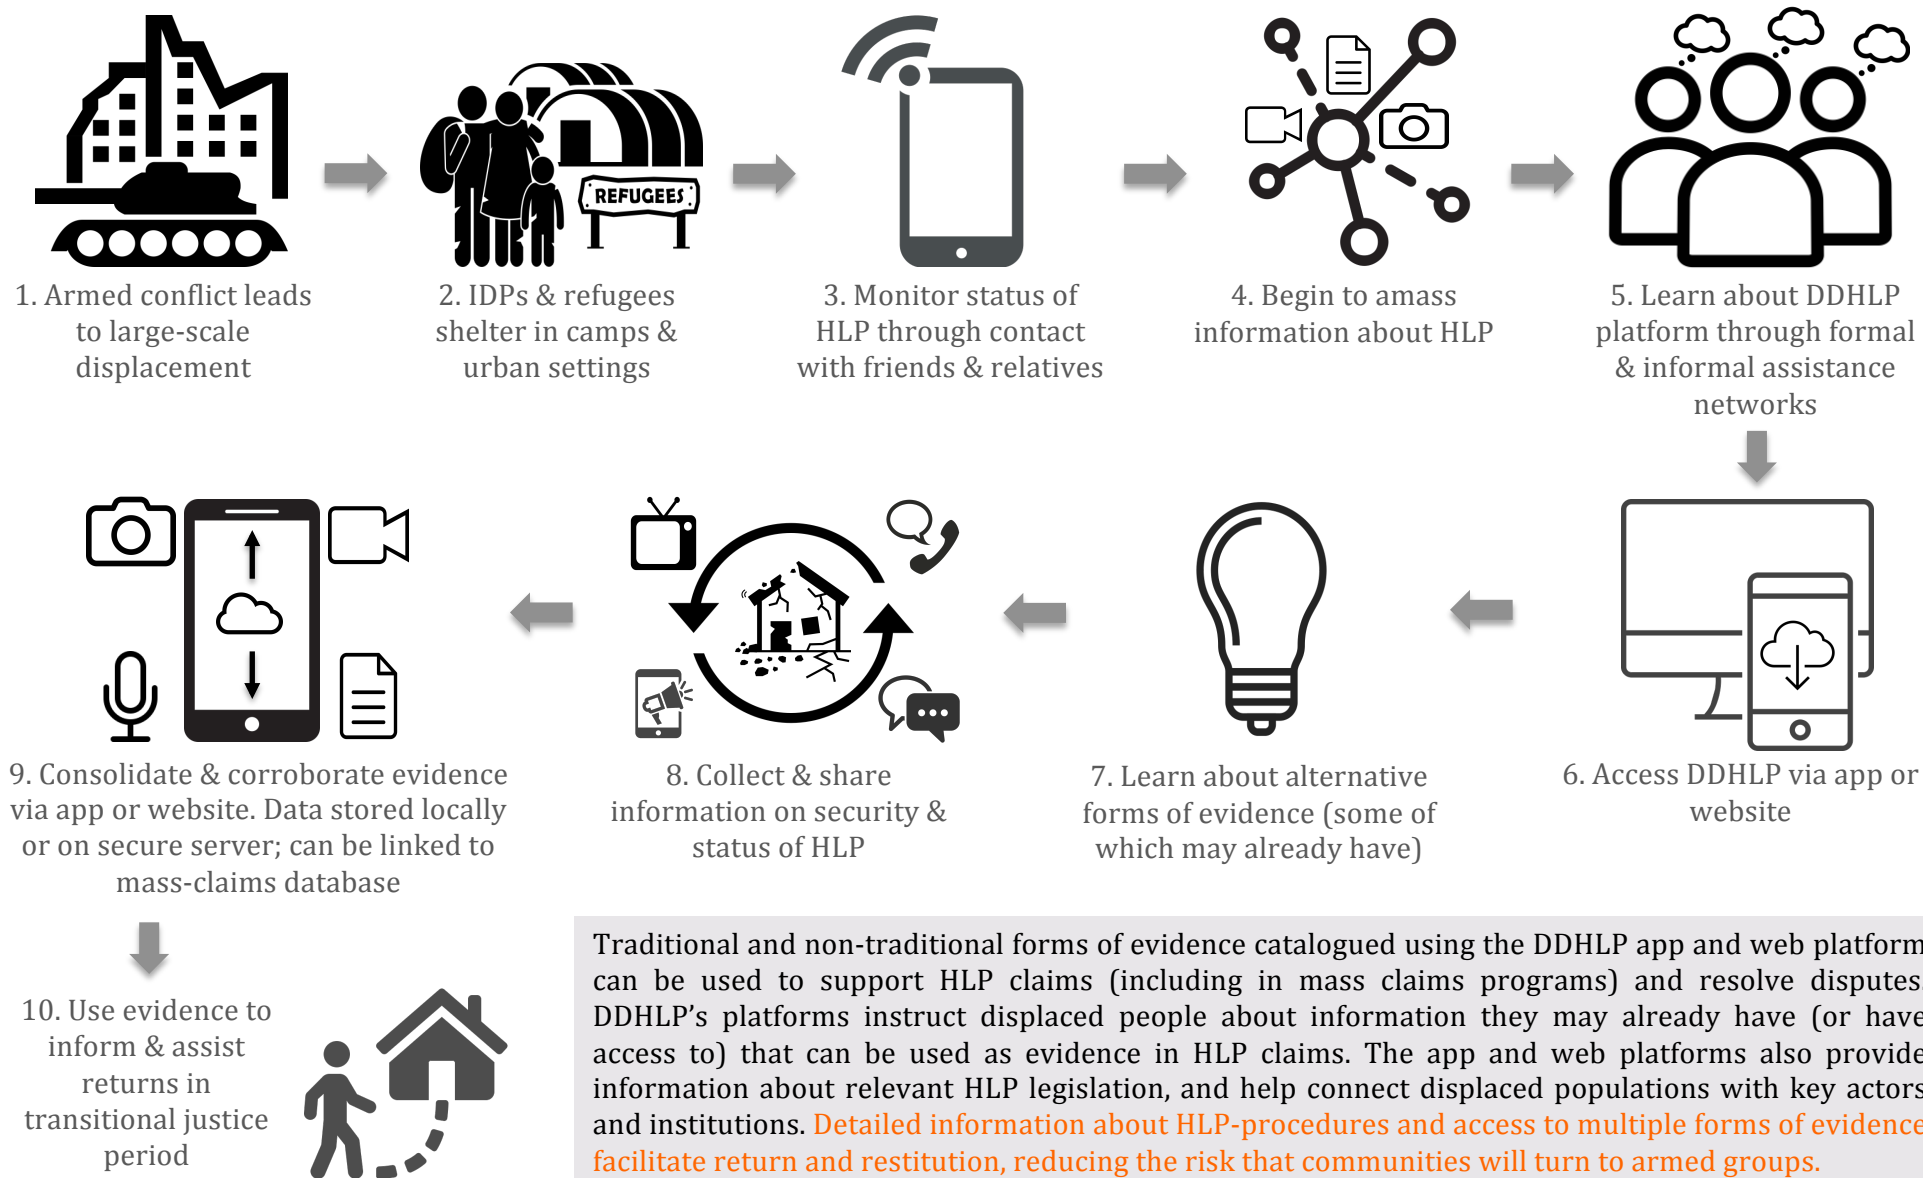 REFUGEES
1. Armed conflict leads
to large-scale
displacement
2. IDPs & refugees
shelter in camps &
urban settings
3. Monitor status of
HLP through contact
with friends & relatives
4. Begin to amass
information about HLP
5. Learn about DDHLP
platform through formal
& informal assistance
networks
6. Access DDHLP via app or
website
7. Learn about alternative
forms of evidence (some of
which may already have)
8. Collect & share
information on security &
status of HLP
9. Consolidate & corroborate evidence
via app or website. Data stored locally
or on secure server; can be linked to
mass-claims database
10. Use evidence to
inform & assist
returns in
transitional justice
period
Traditional and non-traditional forms of evidence catalogued using the DDHLP app and web platform
can be used to support HLP claims (including in mass claims programs) and resolve disputes.
DDHLP’s platforms instruct displaced people about information they may already have (or have
access to) that can be used as evidence in HLP claims. The app and web platforms also provide
information about relevant HLP legislation, and help connect displaced populations with key actors
and institutions. Detailed information about HLP-procedures and access to multiple forms of evidence
facilitate return and restitution, reducing the risk that communities will turn to armed groups.